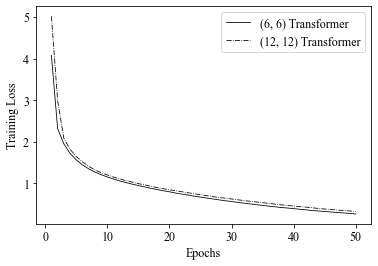 5
4
3
2
1
Training Loss
(6, 6) Transformer
(12, 12) Transformer
0
10
20
30
40
50
Epochs